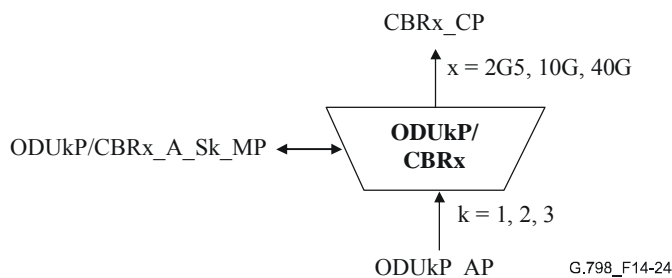 CBRx_CP
x = 2G5, 10G, 40G
ODUkP/
CBRx
ODUkP/CBRx_A_Sk_MP
k = 1, 2, 3
ODUkP_AP
G.798_F14-24